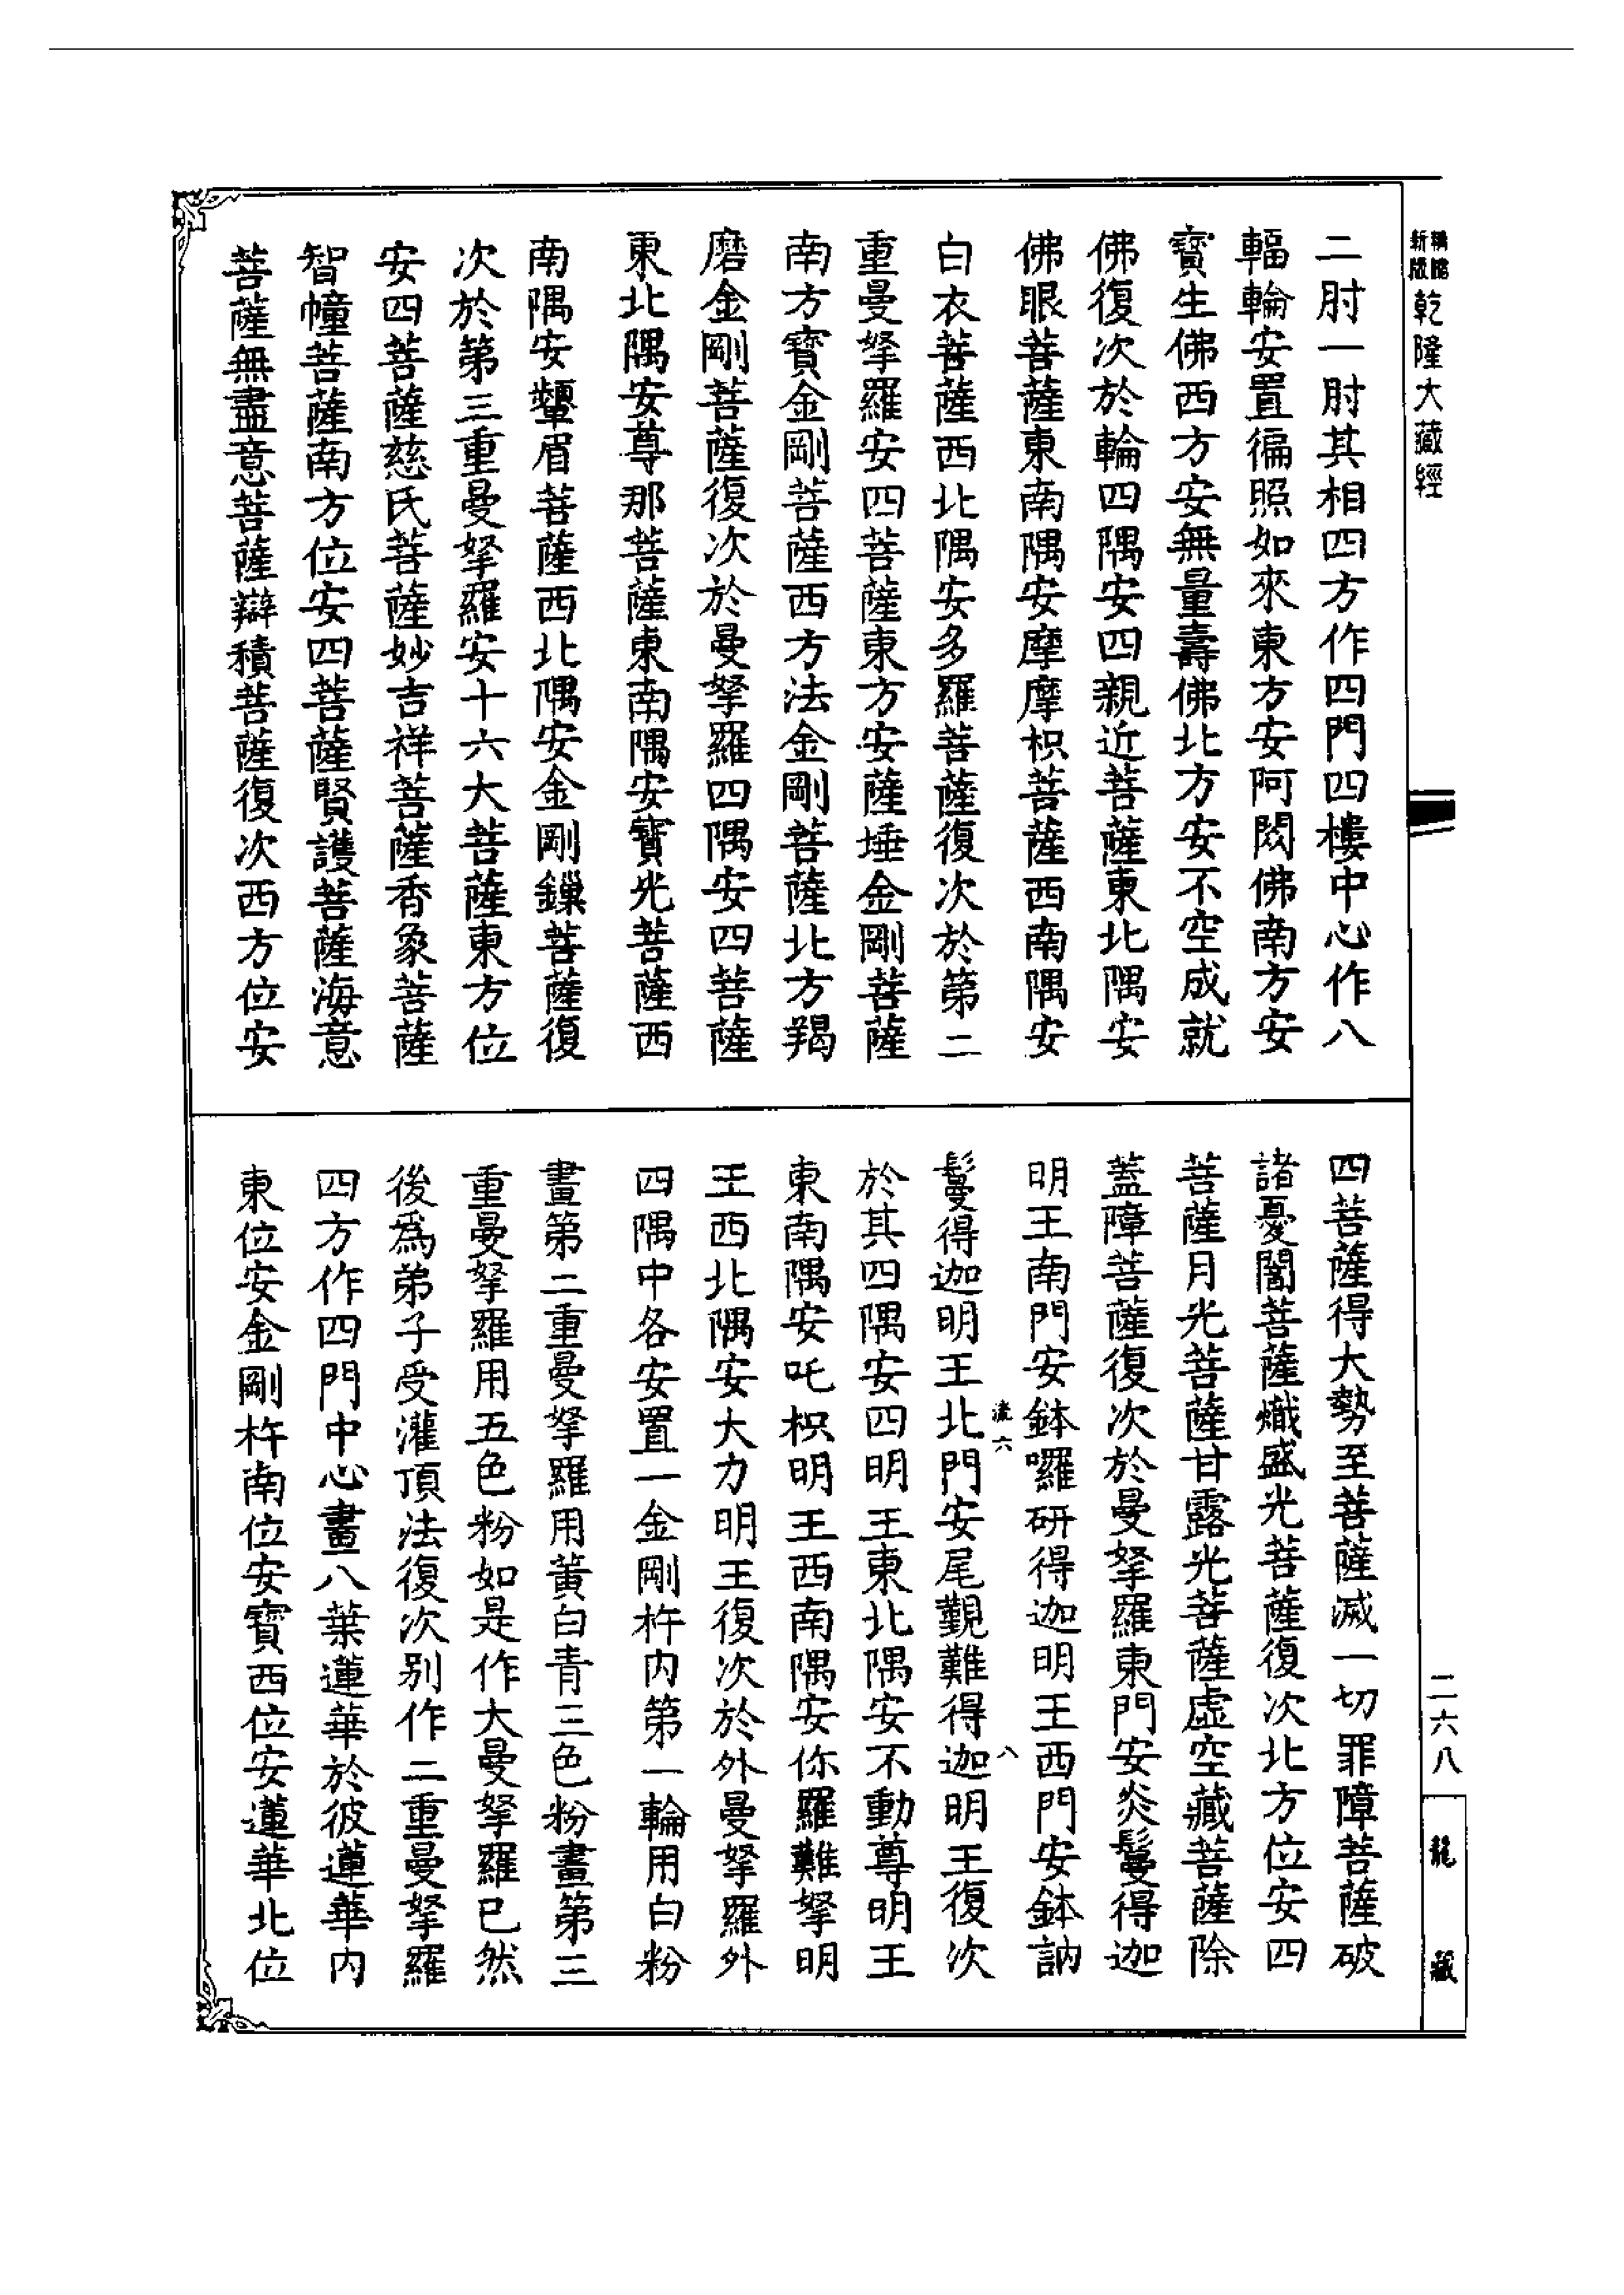 新版
乾隆大藏經
二肘一肘其相四方作四門四樓中心作八
輻輪安置徧照如來東方安阿閦佛南方安
寶生佛西方安無量壽佛北方安不空成就
佛復次於輪四隅安四親近菩薩東北隅安
佛眼菩薩東南隅安摩摩枳菩薩西南隅安
白衣菩薩西北隅安多羅菩薩復次於第二
重曼拏羅安四菩薩東方安薩埵金剛菩薩
南方寶金剛菩薩西方法金剛菩薩北方羯
磨金剛菩薩復次於曼拏羅四隅安四菩薩
東北隅安尊那菩薩東南隅安寶光菩薩西
南隅安顰眉菩薩西北隅安金剛鏁菩薩復
次於第三重曼拏羅安十六大菩薩東方位
安四菩薩慈氏菩薩妙吉祥菩薩香象菩薩
智幢菩薩南方位安四菩薩賢護菩薩海意
菩薩無盡意菩薩辯積菩薩復次西方位安
四菩薩得大勢至菩薩滅一切罪障菩薩破
諸憂闇菩薩熾盛光菩薩復次北方位安四
菩薩月光菩薩甘露光菩薩虛空藏菩薩除
蓋障菩薩復次於曼拏羅東門安焱鬘得迦
明王南門安鉢囉研得迦明王西門安鉢訥
流六
八
鬘得迦明王北門安尾覲難得迦明王復次
於其四隅安四明王東北隅安不動尊明王
東南隅安吒枳明王西南隅安你羅難拏明
王西北隅安大力明王復次於外曼拏羅外
四隅中各安置一金剛杵內第一輪用白粉
畫第二重曼拏羅用黃白青三色粉畫第三
重曼拏羅用五色粉如是作大曼拏羅已然
後爲弟子受灌頂法復次別作二重曼拏羅
四方作四門中心畫八葉蓮華於彼蓮華內
東位安金剛杵南位安寶西位安蓮華北位
二六八
龍藏